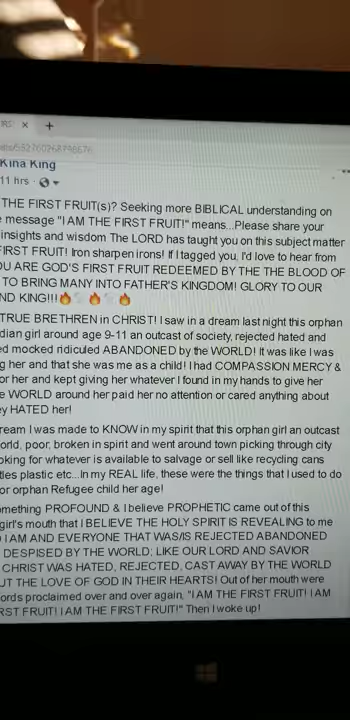 +
Kina King
11 hrs
THE FIRST FRUIT(s)? Seeking more BIBLICAL understanding on
message "I AM THE FIRST FRUIT!" means...Please share your
insights and wisdom The LORD has taught you on this subject matter
FIRST FRUIT! Iron sharpen irons! If I tagged you, I'd love to hear from
OU ARE GOD'S FIRST FRUIT REDEEMED BY THE THE BLOOD OF
TO BRING MANY INTO FATHER'S KINGDOM! GLORY TO OUR
ND KING!!!🔥 🔥 🔥
TRUE BRETHREN in CHRIST! I saw in a dream last night this orphan
dian girl around age 9-11 an outcast of society, rejected hated and
ed mocked ridiculed ABANDONED by the WORLD! It was like I was
g her and that she was me as a child! I had COMPASSION MERCY &
or her and kept giving her whatever I found in my hands to give her
e WORLD around her paid her no attention or cared anything about
ey HATED her!
ream I was made to KNOW in my spirit that this orphan girl an outcast
orld, poor, broken in spirit and went around town picking through city
oking for whatever is available to salvage or sell like recycling cans
tles plastic etc...In my REAL life, these were the things that I used to do
or orphan Refugee child her age!
omething PROFOUND & I believe PROPHETIC came out of this
girl's mouth that I BELIEVE THE HOLY SPIRIT IS REVEALING to me
I AM AND EVERYONE THAT WAS/IS REJECTED ABANDONED
DESPISED BY THE WORLD; LIKE OUR LORD AND SAVIOR
CHRIST WAS HATED, REJECTED, CAST AWAY BY THE WORLD
UT THE LOVE OF GOD IN THEIR HEARTS! Out of her mouth were
ords proclaimed over and over again, "I AM THE FIRST FRUIT! I AM
RST FRUIT! I AM THE FIRST FRUIT!" Then I woke up!